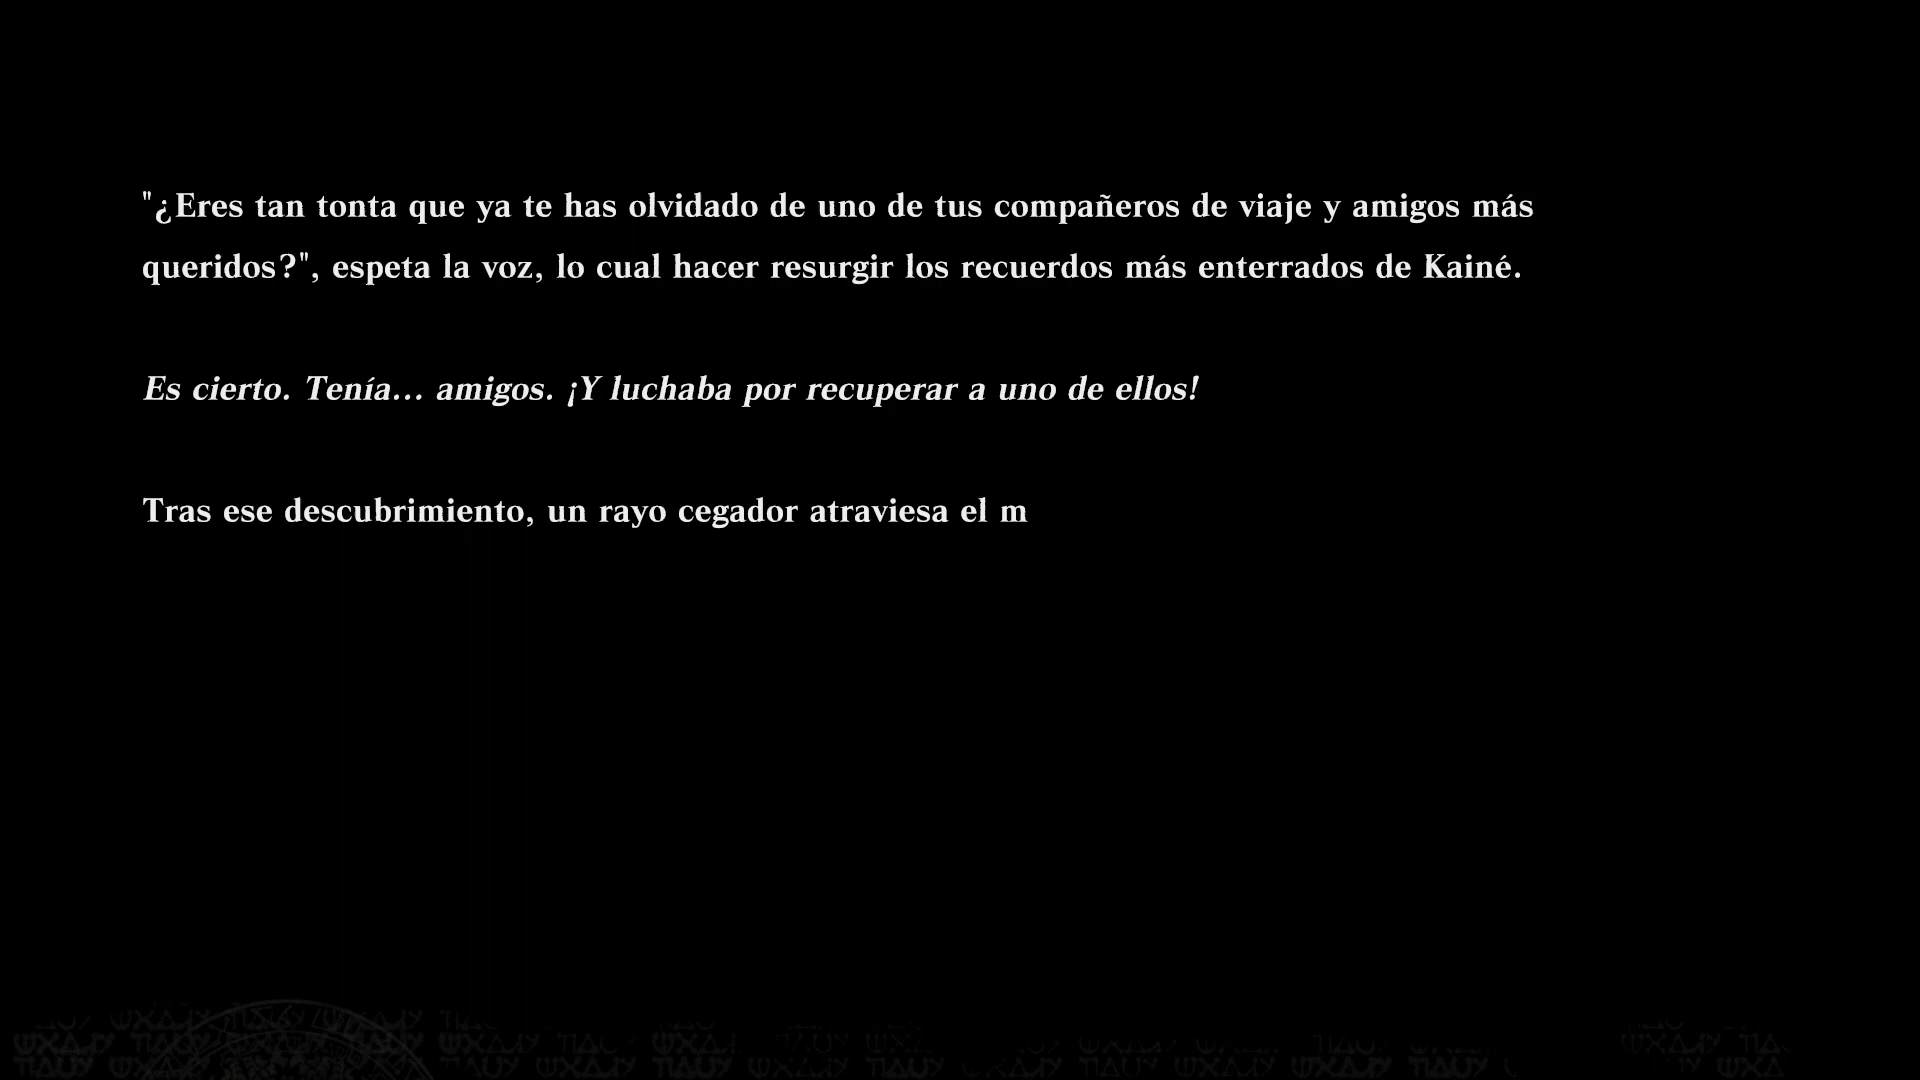 "¿Eres tan tonta que ya te has olvidado de uno de tus compañeros de viaje y amigos más
queridos?", espeta la voz, lo cual hacer resurgir los recuerdos más enterrados de Kainé.
Es cierto. Tenía... amigos. ¡Y luchaba por recuperar a uno de ellos!
Tras ese descubrimiento, un rayo cegador atraviesa el m